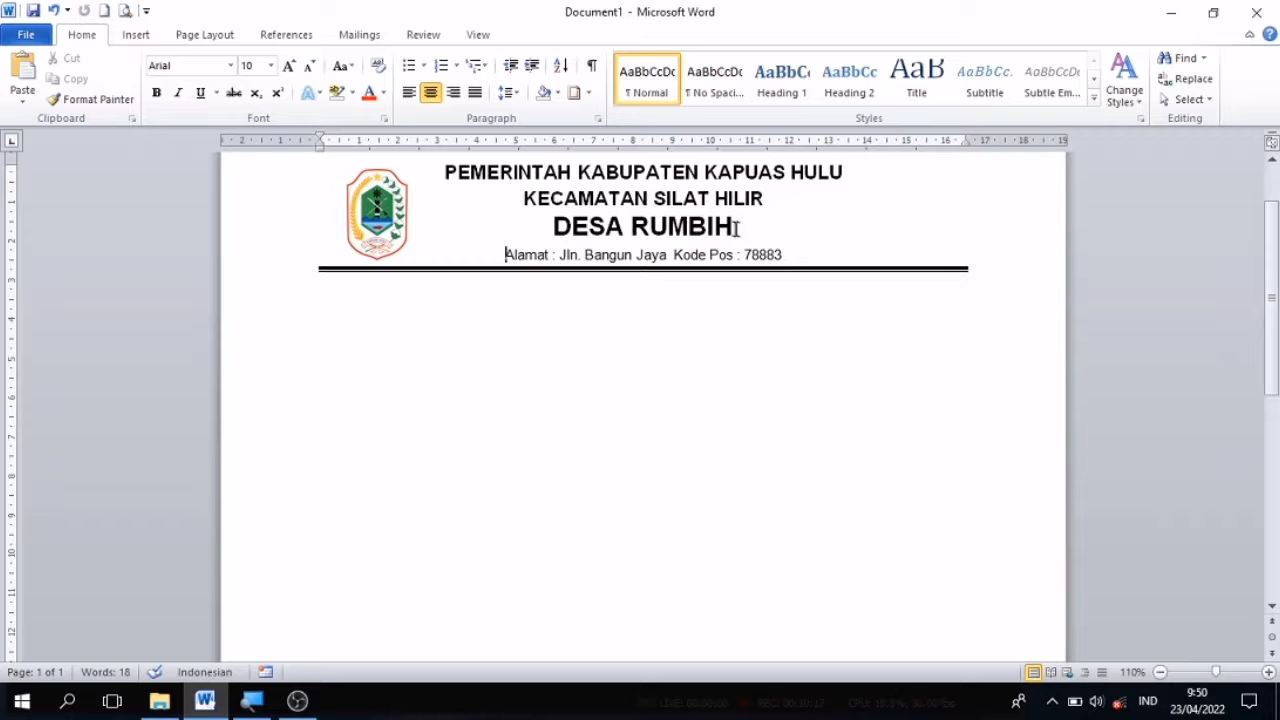 Document1 - Microsoft Word
File Home Insert Page Layout References Mailings Review View
Paste
Cut
Copy
Format Painter
Clipboard
Arial 10
Font
Paragraph
AaBbCcDc AaBbCcDc AaBbC AaBbCc AaB AaBbCc. AaBbCcDc
¶ Normal ¶ No Spaci... Heading 1 Heading 2 Title Subtitle Subtle Em...
Change Styles
Styles
Find
Replace
Select
Editing
PEMERINTAH KABUPATEN KAPUAS HULU
KECAMATAN SILAT HILIR
DESA RUMBIH
Alamat : Jln. Bangun Jaya Kode Pos : 78883
Page: 1 of 1 Words: 18 Indonesian 110%
IND
9:50
23/04/2022